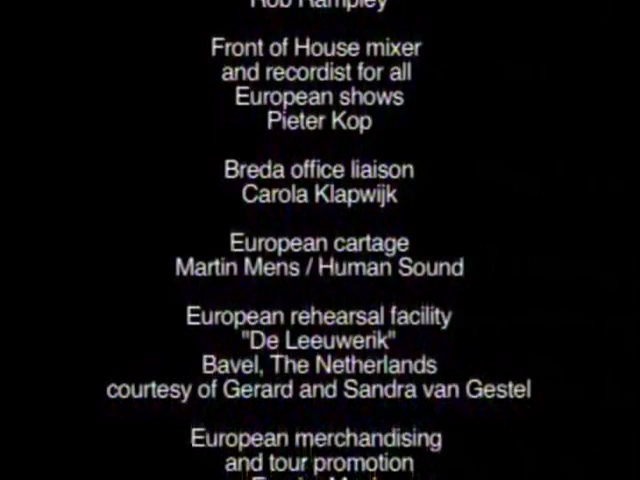 Rob Rampley
Front of House mixer
and recordist for all
European shows
Pieter Kop
Breda office liaison
Carola Klapwijk
European cartage
Martin Mens / Human Sound
European rehearsal facility
"De Leeuwerik"
Bavel, The Netherlands
courtesy of Gerard and Sandra van Gestel
European merchandising
and tour promotion